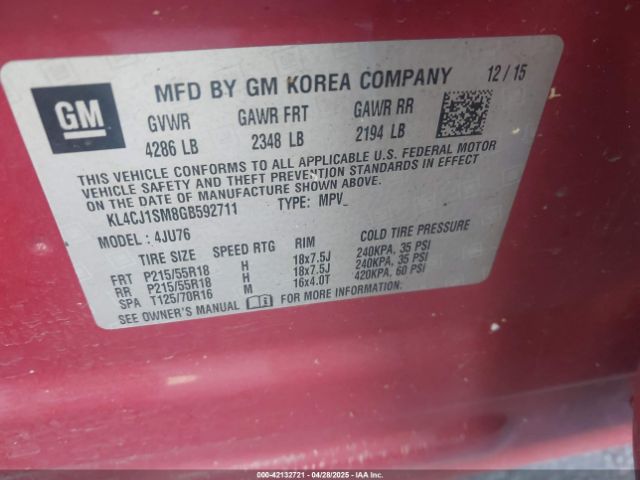 GM
MFD BY GM KOREA COMPANY 12/15
GVWR GAWR FRT GAWR RR
4286 LB 2348 LB 2194 LB
THIS VEHICLE CONFORMS TO ALL APPLICABLE U.S. FEDERAL MOTOR
VEHICLE SAFETY AND THEFT PREVENTION STANDARDS IN EFFECT
ON THE DATE OF MANUFACTURE SHOWN ABOVE.
KL4CJ1SM8GB592711 TYPE: MPV_
MODEL: 4JU76
TIRE SIZE SPEED RTG RIM COLD TIRE PRESSURE
FRT P215/55R18 H 18x7.5J 240KPA, 35 PSI
RR P215/55R18 H 18x7.5J 240KPA, 35 PSI
SPA T125/70R16 M 16x4.0T 420KPA, 60 PSI
SEE OWNER'S MANUAL FOR MORE INFORMATION.
000-42132721 04/28/2025 IAAI.COM